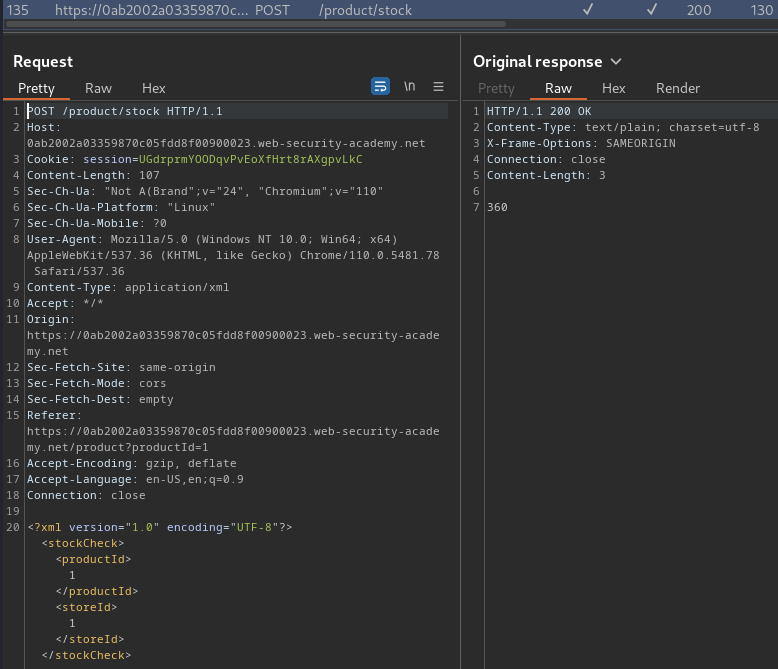 135 https://0ab2002a03359870c... POST /product/stock ✓ ✓ 200 130
Request
Pretty Raw Hex
\n
1 POST /product/stock HTTP/1.1
2 Host:
0ab2002a03359870c05fdd8f00900023.web-security-academy.net
3 Cookie: session=UGdrprmYOODqvPvEoXfHrt8rAXgpvLkC
4 Content-Length: 107
5 Sec-Ch-Ua: "Not A(Brand";v="24", "Chromium";v="110"
6 Sec-Ch-Ua-Platform: "Linux"
7 Sec-Ch-Ua-Mobile: ?0
8 User-Agent: Mozilla/5.0 (Windows NT 10.0; Win64; x64)
AppleWebKit/537.36 (KHTML, like Gecko) Chrome/110.0.5481.78
Safari/537.36
9 Content-Type: application/xml
10 Accept: */*
11 Origin:
https://0ab2002a03359870c05fdd8f00900023.web-security-acade
my.net
12 Sec-Fetch-Site: same-origin
13 Sec-Fetch-Mode: cors
14 Sec-Fetch-Dest: empty
15 Referer:
https://0ab2002a03359870c05fdd8f00900023.web-security-acade
my.net/product?productId=1
16 Accept-Encoding: gzip, deflate
17 Accept-Language: en-US,en;q=0.9
18 Connection: close
19
20 <?xml version="1.0" encoding="UTF-8"?>
<stockCheck>
<productId>
1
</productId>
<storeId>
1
</storeId>
</stockCheck>
Original response
Pretty Raw Hex Render
1 HTTP/1.1 200 OK
2 Content-Type: text/plain; charset=utf-8
3 X-Frame-Options: SAMEORIGIN
4 Connection: close
5 Content-Length: 3
6
7 360